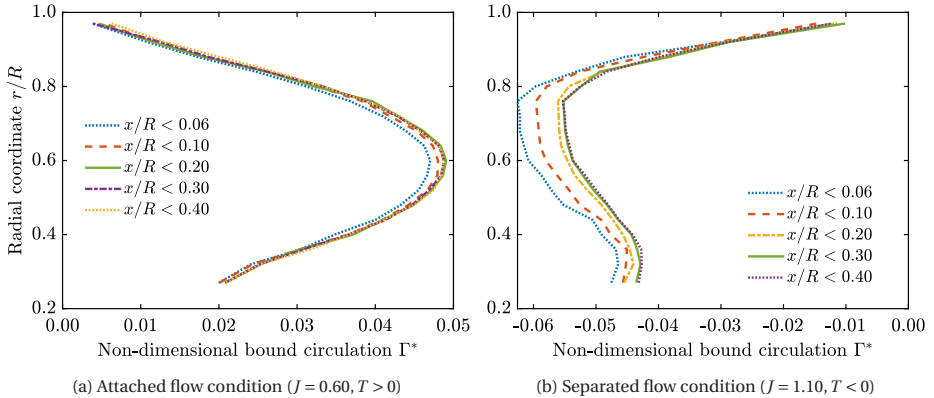 1.0
0.8
0.6
0.4
0.2
Radial coordinate r/R
x/R < 0.06
x/R < 0.10
x/R < 0.20
x/R < 0.30
x/R < 0.40
0.00 0.01 0.02 0.03 0.04 0.05
Non-dimensional bound circulation Γ*
(a) Attached flow condition (J = 0.60, T > 0)
1.0
0.8
0.6
0.4
0.2
x/R < 0.06
x/R < 0.10
x/R < 0.20
x/R < 0.30
x/R < 0.40
-0.06 -0.05 -0.04 -0.03 -0.02 -0.01 0.00
Non-dimensional bound circulation Γ*
(b) Separated flow condition (J = 1.10, T < 0)